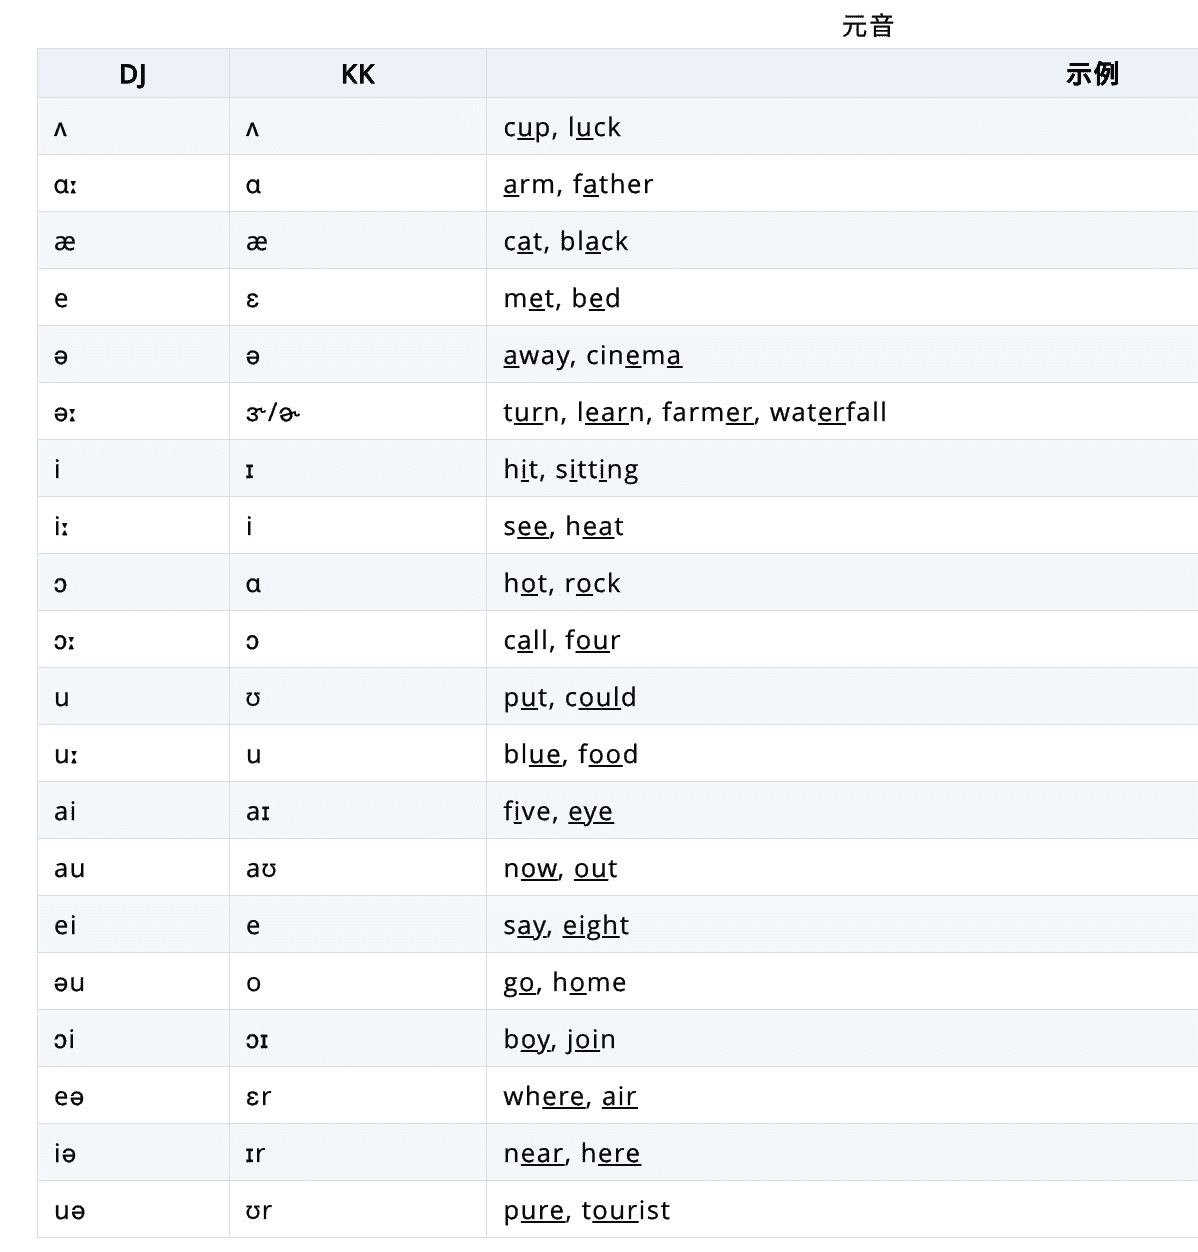 元音
DJ KK 示例
ʌ ʌ cup, luck
ɑː ɑ arm, father
æ æ cat, black
e ɛ met, bed
ə ə away, cinema
əː ɝ/ɚ turn, learn, farmer, waterfall
i ɪ hit, sitting
iː i see, heat
ɔ ɑ hot, rock
ɔː ɔ call, four
u ʊ put, could
uː u blue, food
ai aɪ five, eye
au aʊ now, out
ei e say, eight
əu o go, home
ɔi ɔɪ boy, join
eə ɛr where, air
iə ɪr near, here
uə ʊr pure, tourist